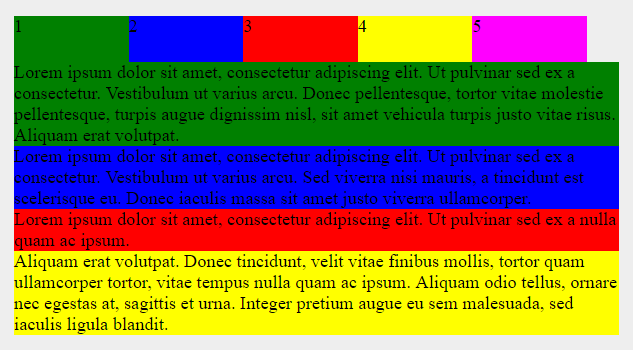 1 2 3 4 5
Lorem ipsum dolor sit amet, consectetur adipiscing elit. Ut pulvinar sed ex a
consectetur. Vestibulum ut varius arcu. Donec pellentesque, tortor vitae molestie
pellentesque, turpis augue dignissim nisl, sit amet vehicula turpis justo vitae risus.
Aliquam erat volutpat.
Lorem ipsum dolor sit amet, consectetur adipiscing elit. Ut pulvinar sed ex a
consectetur. Vestibulum ut varius arcu. Sed viverra nisi mauris, a tincidunt est
scelerisque eu. Donec iaculis massa sit amet justo viverra ullamcorper.
Lorem ipsum dolor sit amet, consectetur adipiscing elit. Ut pulvinar sed ex a nulla
quam ac ipsum.
Aliquam erat volutpat. Donec tincidunt, velit vitae finibus mollis, tortor quam
ullamcorper tortor, vitae tempus nulla quam ac ipsum. Aliquam odio tellus, ornare
nec egestas at, sagittis et urna. Integer pretium augue eu sem malesuada, sed
iaculis ligula blandit.